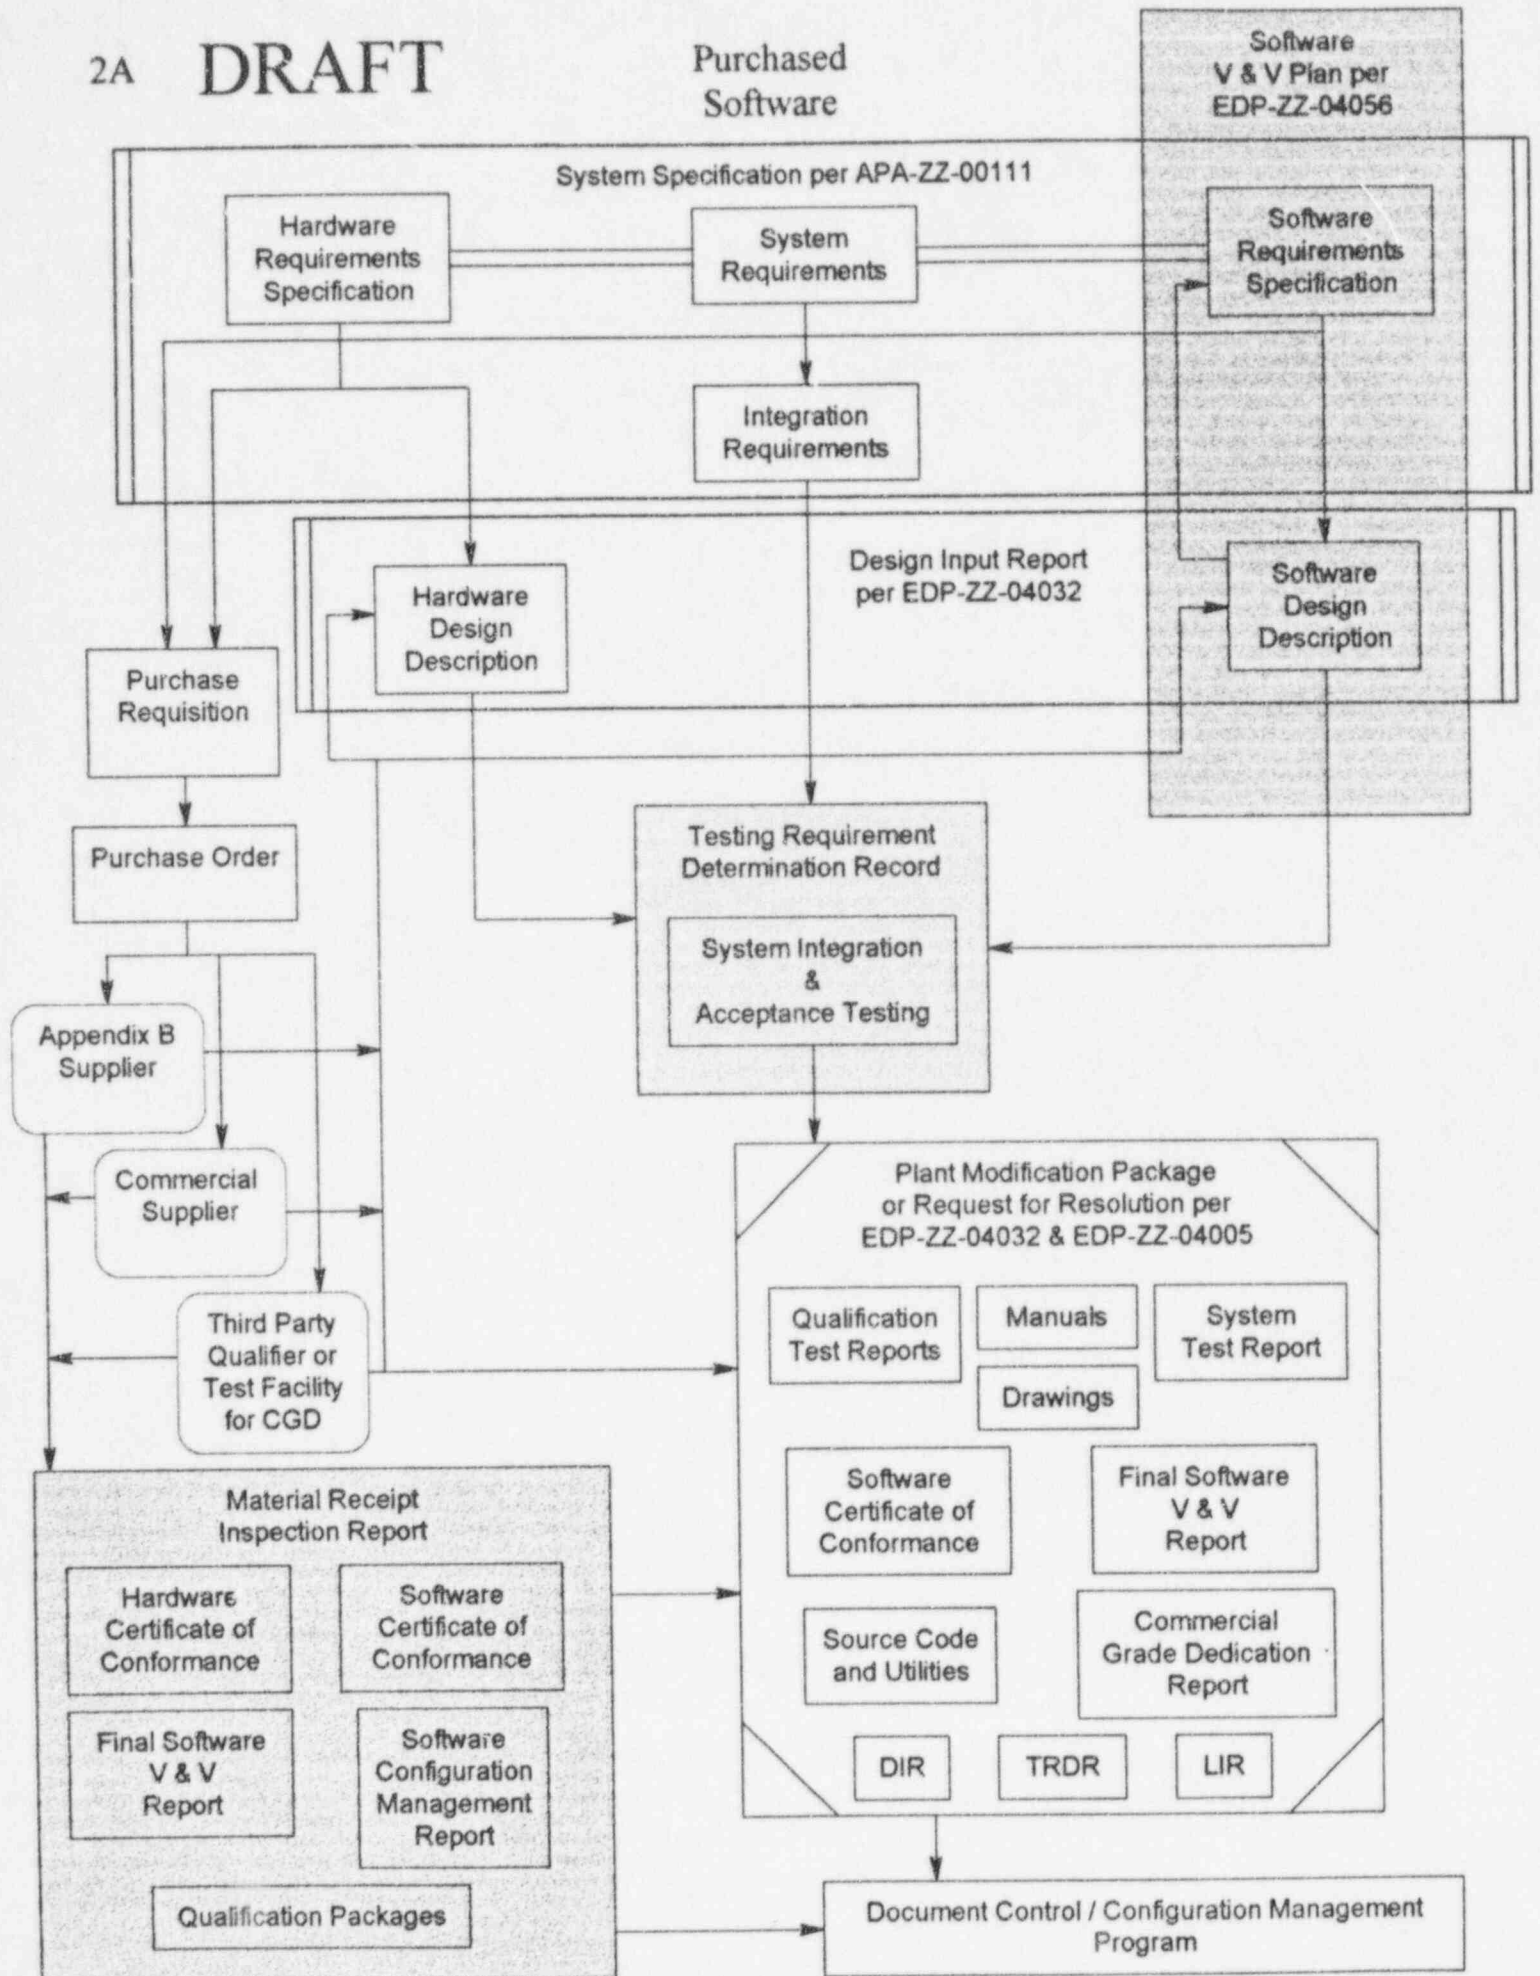 2A DRAFT
Purchased
Software
Software
V & V Plan per
EDP-ZZ-04056
System Specification per APA-ZZ-00111
Hardware
Requirements
Specification
System
Requirements
Software
Requirements
Specification
Integration
Requirements
Design Input Report
per EDP-ZZ-04032
Hardware
Design
Description
Software
Design
Description
Purchase
Requisition
Purchase Order
Testing Requirement
Determination Record
System Integration
&
Acceptance Testing
Appendix B
Supplier
Commercial
Supplier
Third Party
Qualifier or
Test Facility
for CGD
Plant Modification Package
or Request for Resolution per
EDP-ZZ-04032 & EDP-ZZ-04005
Qualification
Test Reports
Manuals
System
Test Report
Drawings
Software
Certificate of
Conformance
Final Software
V & V
Report
Source Code
and Utilities
Commercial
Grade Dedication
Report
DIR
TRDR
LIR
Material Receipt
Inspection Report
Hardware
Certificate of
Conformance
Software
Certificate of
Conformance
Final Software
V & V
Report
Software
Configuration
Management
Report
Qualification Packages
Document Control / Configuration Management
Program